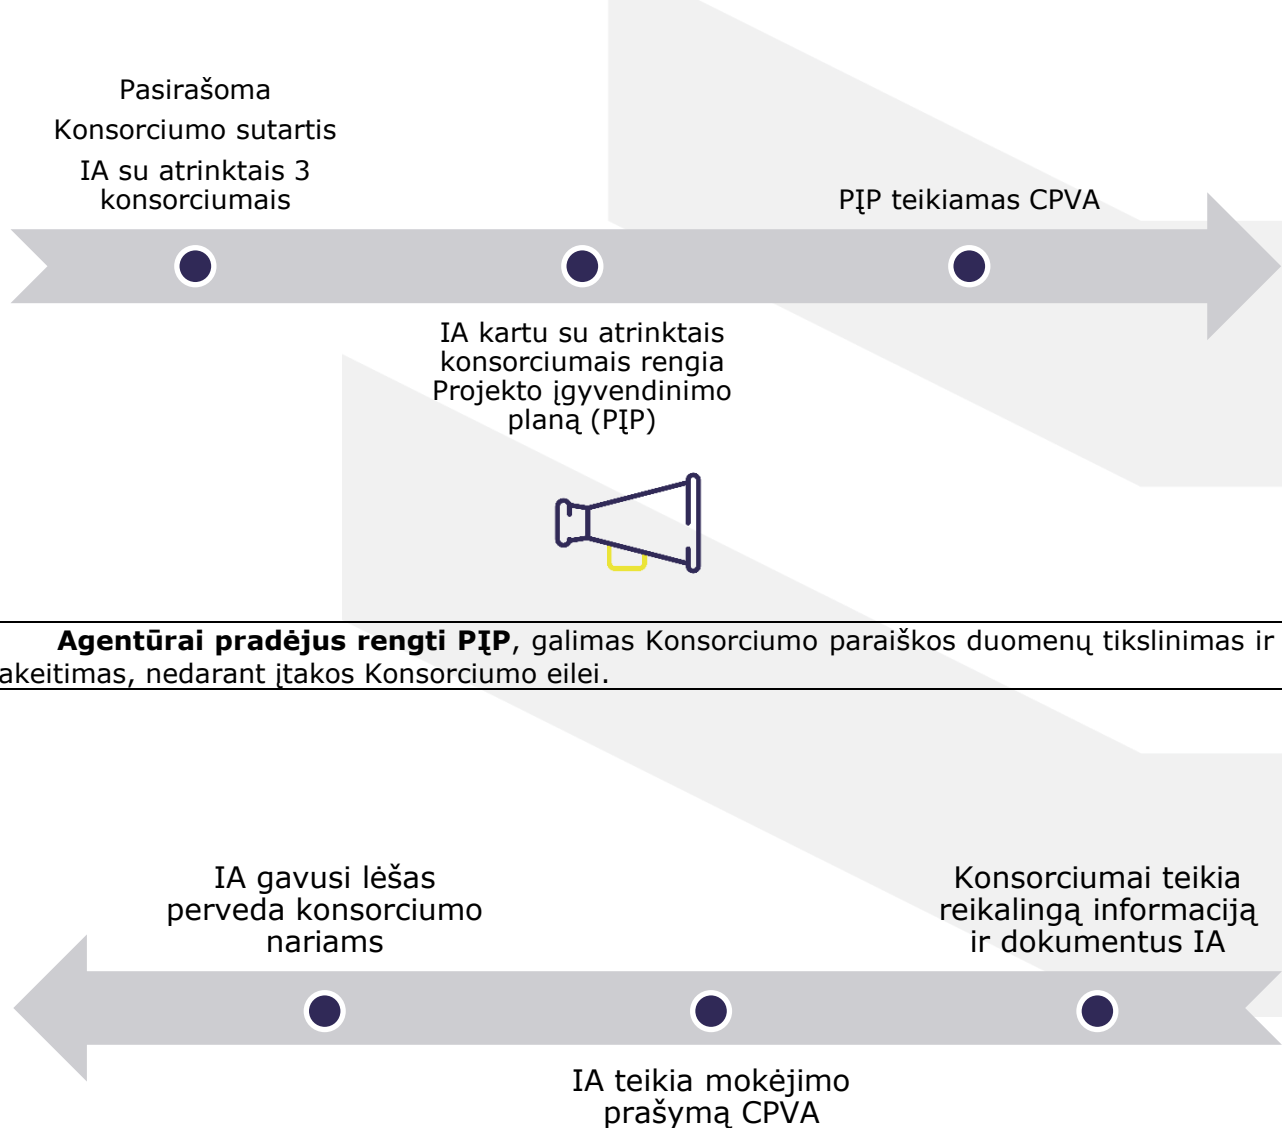 Pasirašoma
Konsorciumo sutartis
IA su atrinktais 3
konsorciumais
PĮP teikiamas CPVA
IA kartu su atrinktais
konsorciumais rengia
Projekto įgyvendinimo
planą (PĮP)
Agentūrai pradėjus rengti PĮP, galimas Konsorciumo paraiškos duomenų tikslinimas ir
akeitimas, nedarant įtakos Konsorciumo eilei.
IA gavusi lėšas
perveda konsorciumo
nariams
Konsorciumai teikia
reikalingą informaciją
ir dokumentus IA
IA teikia mokėjimo
prašymą CPVA